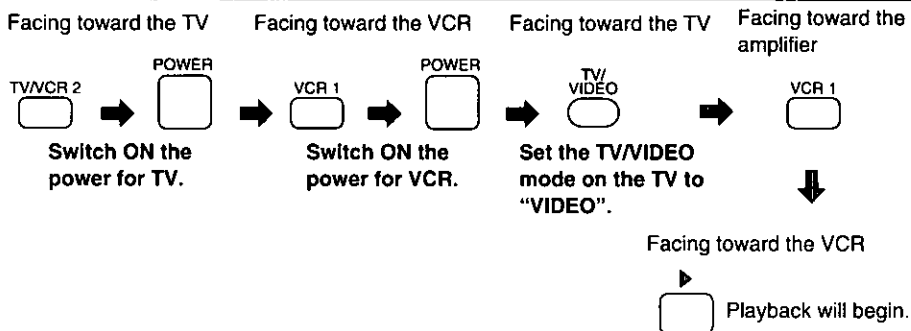 Facing toward the TV
TV/VCR 2
POWER
Switch ON the
power for TV.
Facing toward the VCR
VCR 1
POWER
Switch ON the
power for VCR.
Facing toward the TV
TV/
VIDEO
Set the TV/VIDEO
mode on the TV to
"VIDEO".
Facing toward the
amplifier
VCR 1
Facing toward the VCR
Playback will begin.